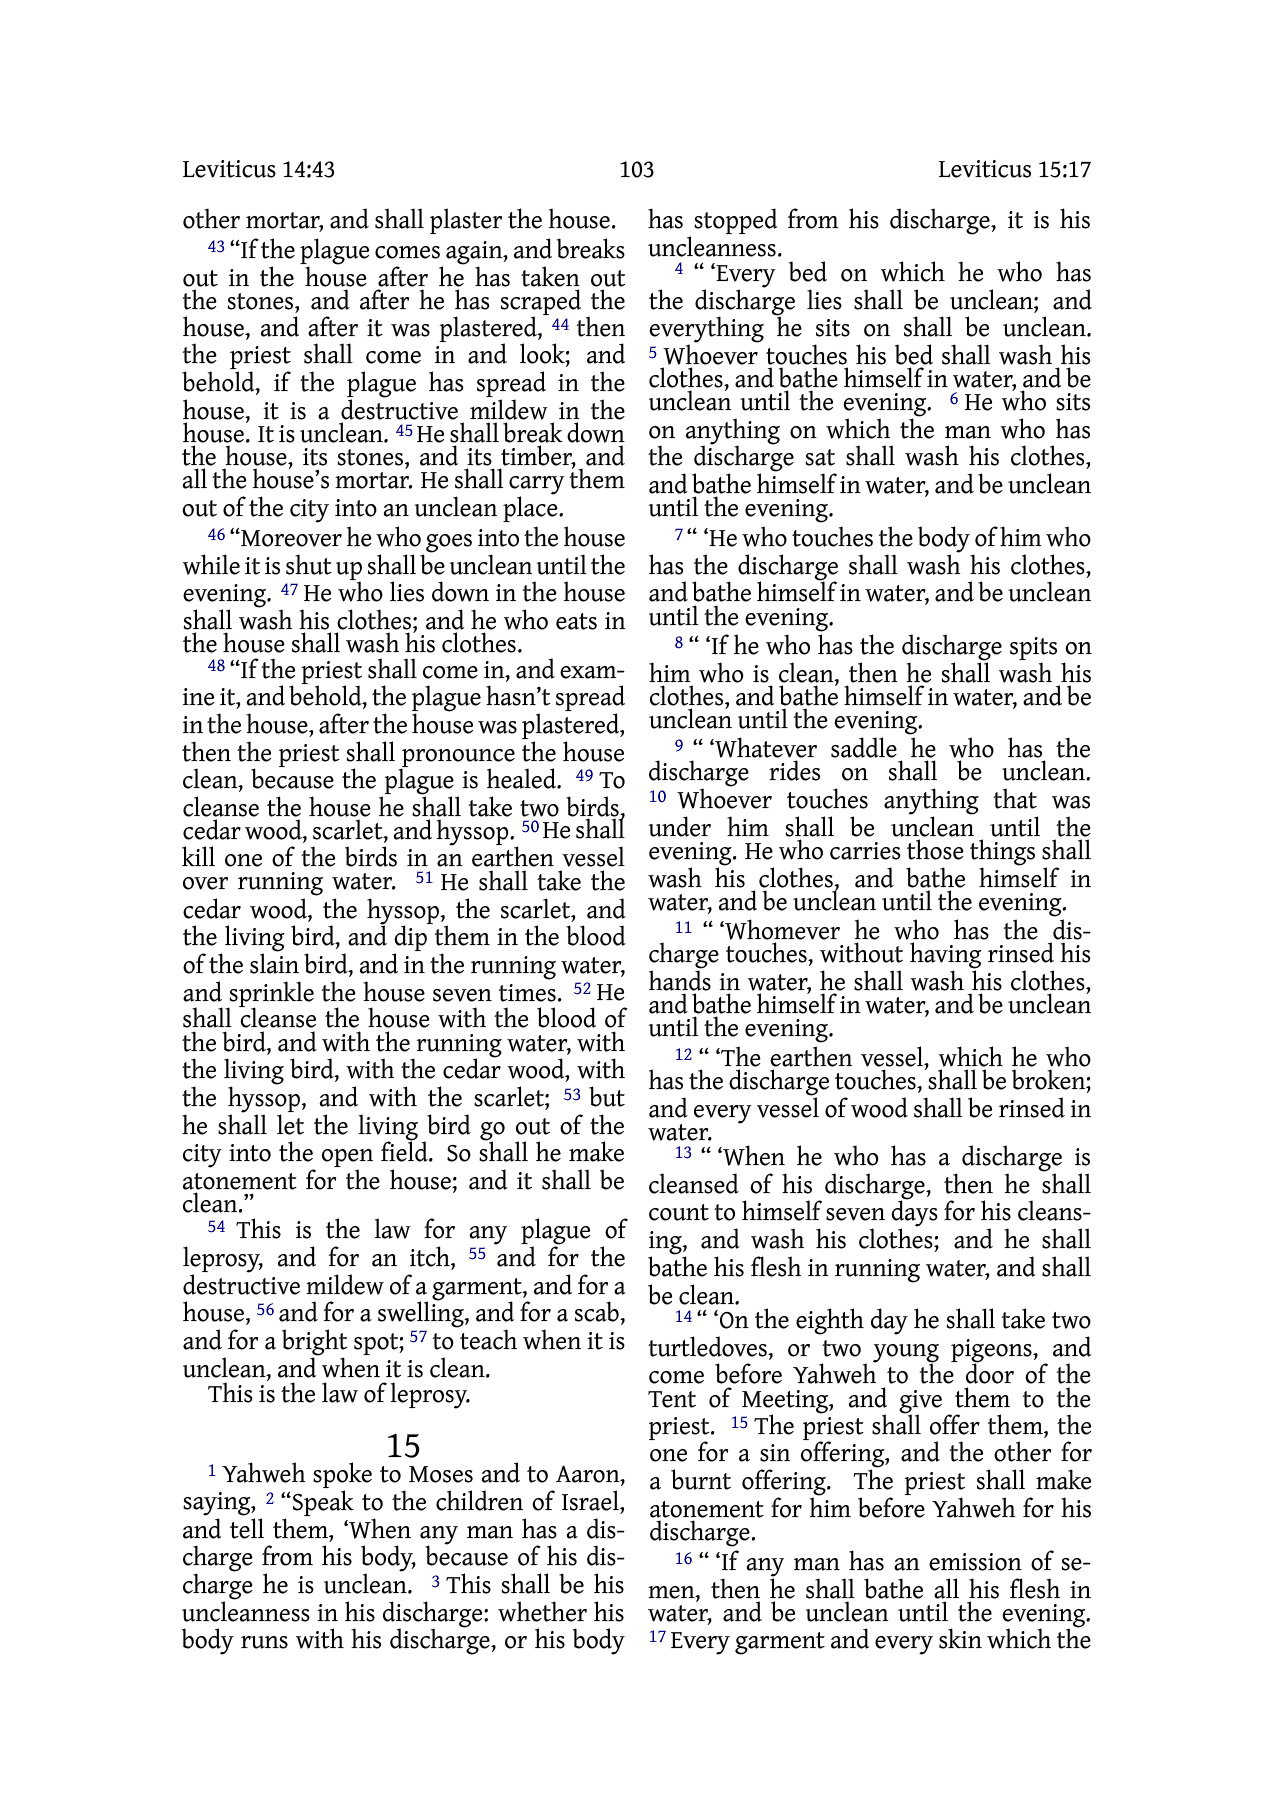 Leviticus 14:43 103 Leviticus 15:17
other mortar, and shall plaster the house.
43 “If the plague comes again, and breaks
out in the house after he has taken out
the stones, and after he has scraped the
house, and after it was plastered, 44 then
the priest shall come in and look; and
behold, if the plague has spread in the
house, it is a destructive mildew in the
house. It is unclean. 45 He shall break down
the house, its stones, and its timber, and
all the house’s mortar. He shall carry them
out of the city into an unclean place.
46 “Moreover he who goes into the house
while it is shut up shall be unclean until the
evening. 47 He who lies down in the house
shall wash his clothes; and he who eats in
the house shall wash his clothes.
48 “If the priest shall come in, and exam-
ine it, and behold, the plague hasn’t spread
in the house, after the house was plastered,
then the priest shall pronounce the house
clean, because the plague is healed. 49 To
cleanse the house he shall take two birds,
cedar wood, scarlet, and hyssop. 50 He shall
kill one of the birds in an earthen vessel
over running water. 51 He shall take the
cedar wood, the hyssop, the scarlet, and
the living bird, and dip them in the blood
of the slain bird, and in the running water,
and sprinkle the house seven times. 52 He
shall cleanse the house with the blood of
the bird, and with the running water, with
the living bird, with the cedar wood, with
the hyssop, and with the scarlet; 53 but
he shall let the living bird go out of the
city into the open field. So shall he make
atonement for the house; and it shall be
clean.”
54 This is the law for any plague of
leprosy, and for an itch, 55 and for the
destructive mildew of a garment, and for a
house, 56 and for a swelling, and for a scab,
and for a bright spot; 57 to teach when it is
unclean, and when it is clean.
This is the law of leprosy.
15
1 Yahweh spoke to Moses and to Aaron,
saying, 2 “Speak to the children of Israel,
and tell them, ‘When any man has a dis-
charge from his body, because of his dis-
charge he is unclean. 3 This shall be his
uncleanness in his discharge: whether his
body runs with his discharge, or his body
has stopped from his discharge, it is his
uncleanness.
4 “ ‘Every bed on which he who has
the discharge lies shall be unclean; and
everything he sits on shall be unclean.
5 Whoever touches his bed shall wash his
clothes, and bathe himself in water, and be
unclean until the evening. 6 He who sits
on anything on which the man who has
the discharge sat shall wash his clothes,
and bathe himself in water, and be unclean
until the evening.
7 “ ‘He who touches the body of him who
has the discharge shall wash his clothes,
and bathe himself in water, and be unclean
until the evening.
8 “ ‘If he who has the discharge spits on
him who is clean, then he shall wash his
clothes, and bathe himself in water, and be
unclean until the evening.
9 “ ‘Whatever saddle he who has the
discharge rides on shall be unclean.
10 Whoever touches anything that was
under him shall be unclean until the
evening. He who carries those things shall
wash his clothes, and bathe himself in
water, and be unclean until the evening.
11 “ ‘Whomever he who has the dis-
charge touches, without having rinsed his
hands in water, he shall wash his clothes,
and bathe himself in water, and be unclean
until the evening.
12 “ ‘The earthen vessel, which he who
has the discharge touches, shall be broken;
and every vessel of wood shall be rinsed in
water.
13 “ ‘When he who has a discharge is
cleansed of his discharge, then he shall
count to himself seven days for his cleans-
ing, and wash his clothes; and he shall
bathe his flesh in running water, and shall
be clean.
14 “ ‘On the eighth day he shall take two
turtledoves, or two young pigeons, and
come before Yahweh to the door of the
Tent of Meeting, and give them to the
priest. 15 The priest shall offer them, the
one for a sin offering, and the other for
a burnt offering. The priest shall make
atonement for him before Yahweh for his
discharge.
16 “ ‘If any man has an emission of se-
men, then he shall bathe all his flesh in
water, and be unclean until the evening.
17 Every garment and every skin which the